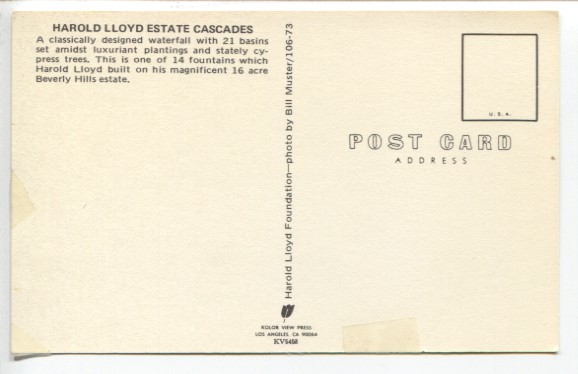 HAROLD LLOYD ESTATE CASCADES
A classically designed waterfall with 21 basins
set amidst luxuriant plantings and stately cy-
press trees. This is one of 14 fountains which
Harold Lloyd built on his magnificent 16 acre
Beverly Hills estate.
Harold Lloyd Foundation—photo by Bill Muster/106-73
U.S.A.
POST CARD
ADDRESS
KOLOR VIEW PRESS
LOS ANGELES, CA 90064
KV5458